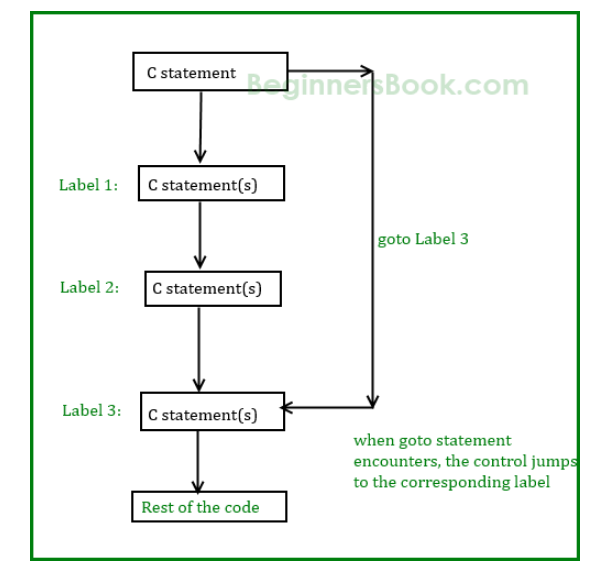 C statement
BeginnersBook.com
Label 1:
C statement(s)
goto Label 3
Label 2:
C statement(s)
Label 3:
C statement(s)
when goto statement
encounters, the control jumps
to the corresponding label
Rest of the code